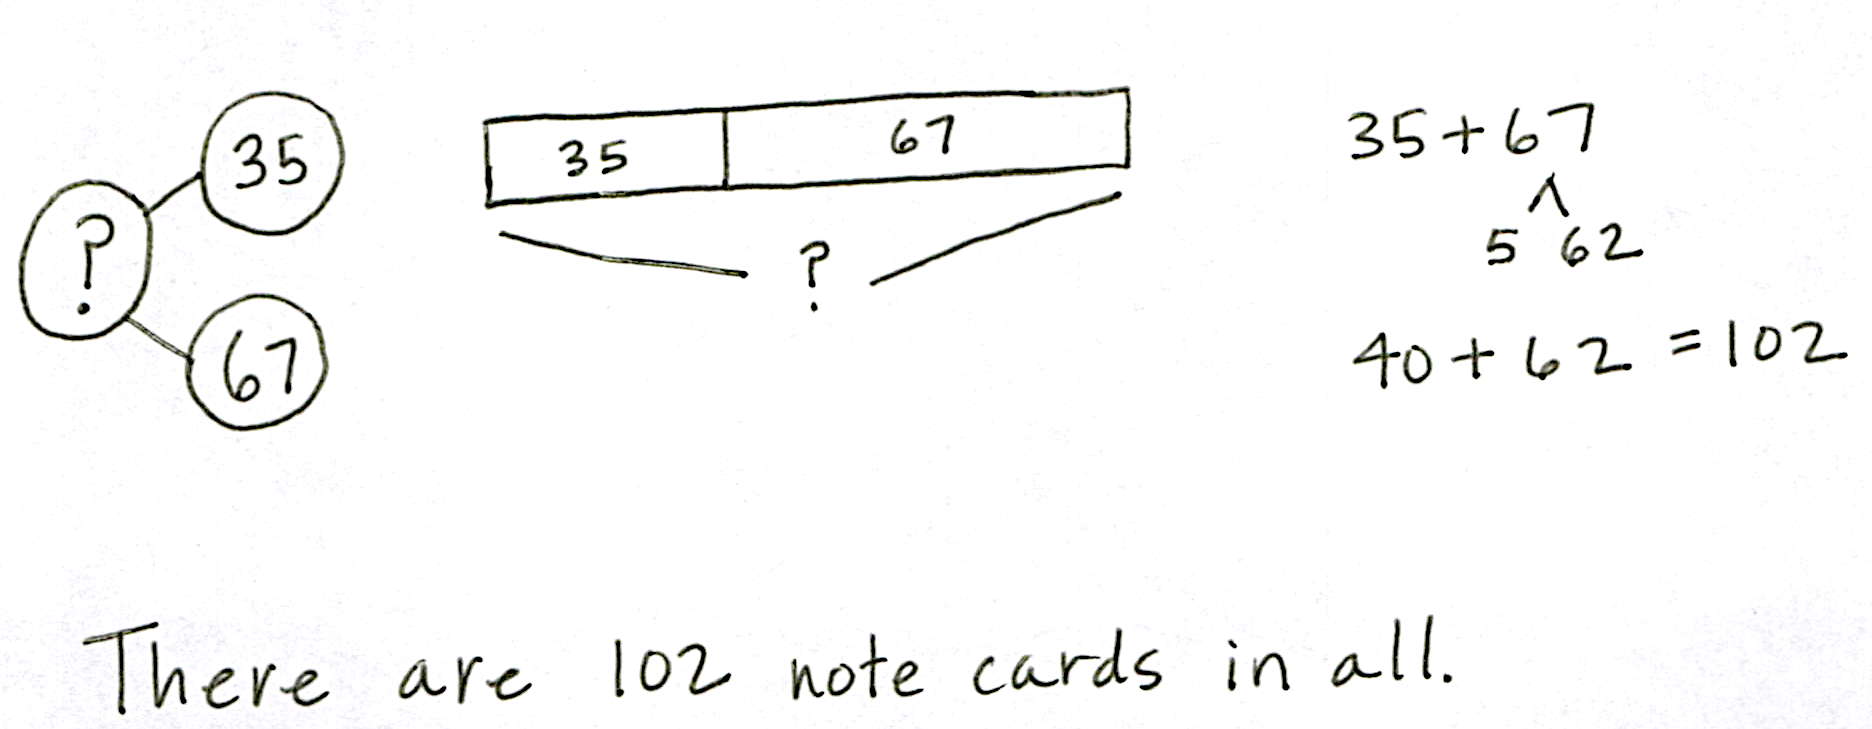 35
?
67
35 67
?
35 + 67
5 62
40 + 62 = 102
There are 102 note cards in all.